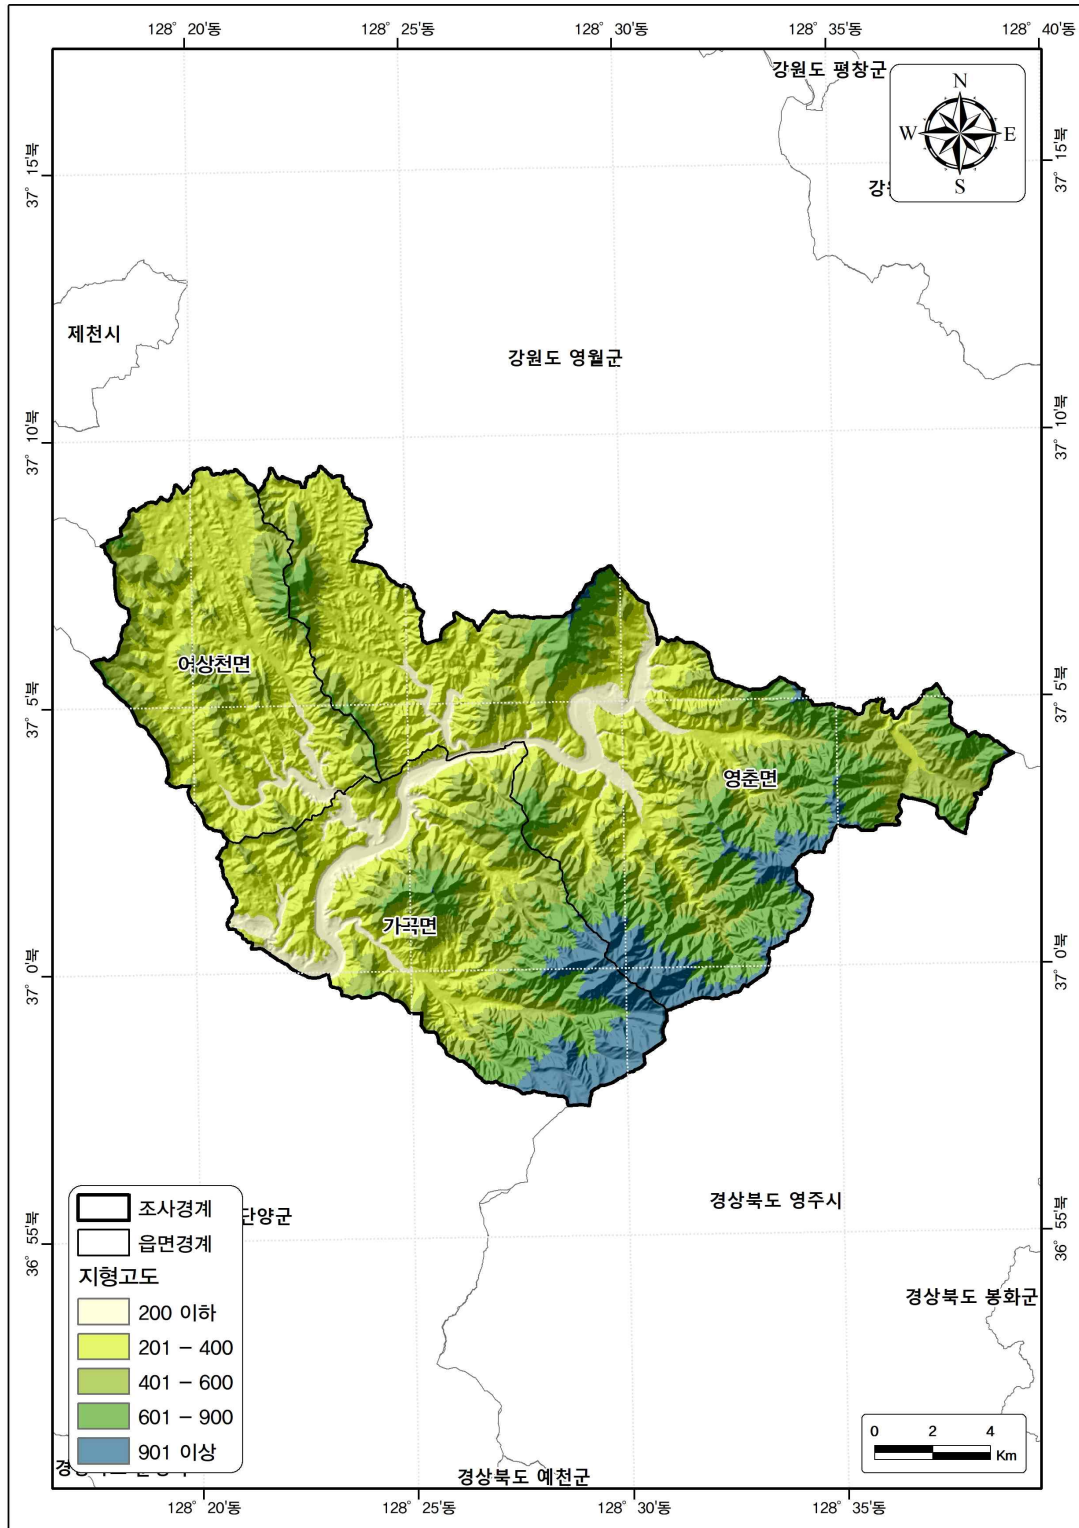 128° 20'동
128° 25'동
128° 30'동
128° 35'동
128° 40'동
강원도 평창군
N
W
E
S
강원
37° 15'북
37° 15'북
제천시
강원도 영월군
37° 10'북
37° 10'북
어상천면
37° 5'북
37° 5'북
영춘면
가곡면
37° 0'북
37° 0'북
경상북도 영주시
단양군
36° 55'북
36° 55'북
경상북도 봉화군
조사경계
읍면경계
지형고도
200 이하
201 - 400
401 - 600
601 - 900
901 이상
0 2 4
Km
경상북도 예천군
128° 20'동
128° 25'동
128° 30'동
128° 35'동